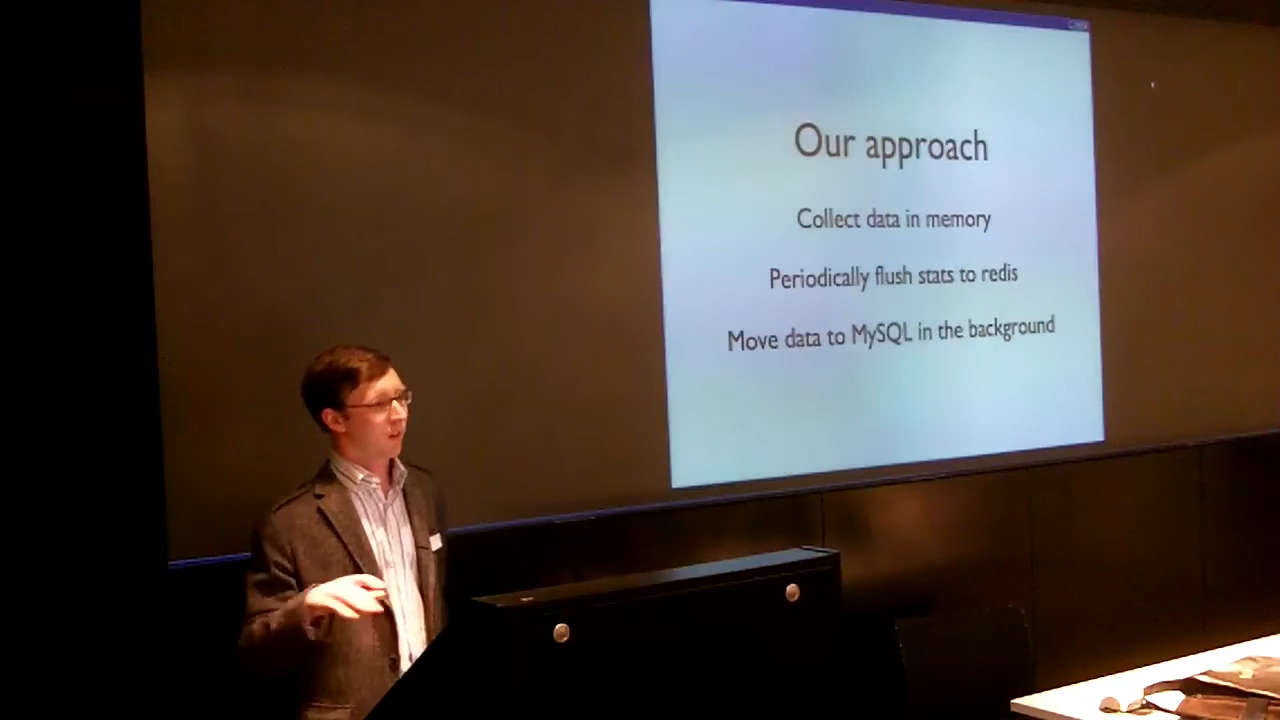 Our approach
Collect data in memory
Periodically flush stats to redis
Move data to MySQL in the background